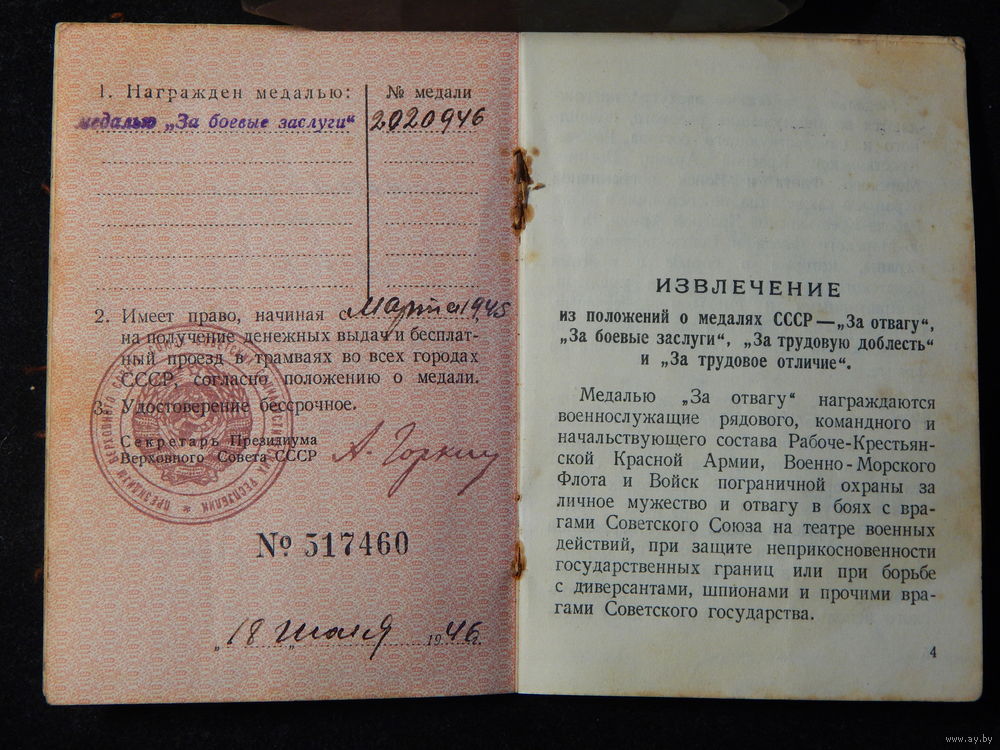 1. Награжден медалью:
№ медали
медалью „За боевые заслуги“
2020946
2. Имеет право, начиная с марта 1945
на получение денежных выдач и бесплат-
ный проезд в трамваях во всех городах
СССР, согласно положению о медали.
3. Удостоверение бессрочное.
Секретарь Президиума
Верховного Совета СССР
А. Горкин
№ 517460
„18“ июля 1946 г.
ИЗВЛЕЧЕНИЕ
из положений о медалях СССР—„За отвагу“,
„За боевые заслуги“, „За трудовую доблесть“
и „За трудовое отличие“.
Медалью „За отвагу“ награждаются
военнослужащие рядового, командного и
начальствующего состава Рабоче-Крестьян-
ской Красной Армии, Военно-Морского
Флота и Войск пограничной охраны за
личное мужество и отвагу в боях с вра-
гами Советского Союза на театре военных
действий, при защите неприкосновенности
государственных границ или при борьбе
с диверсантами, шпионами и прочими вра-
гами Советского государства.
4
www.ay.by